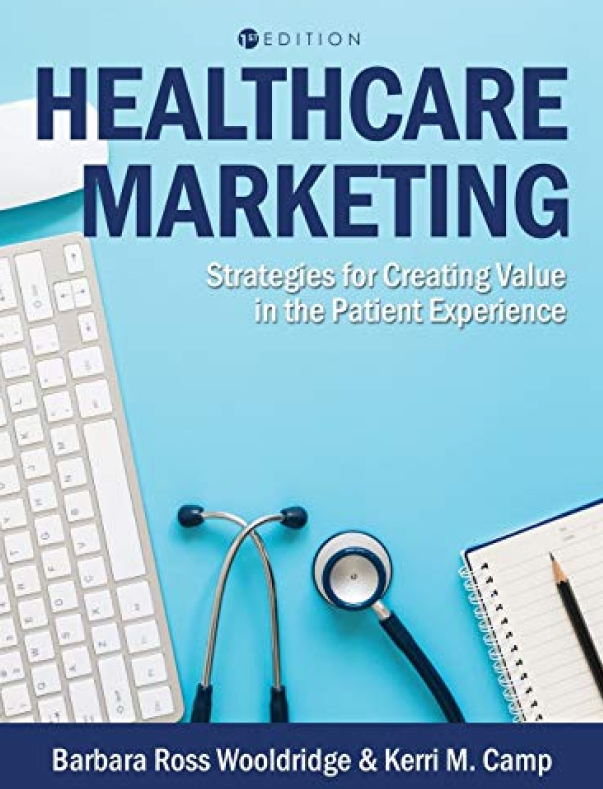 1ST EDITION
HEALTHCARE
MARKETING
Strategies for Creating Value
in the Patient Experience
Barbara Ross Wooldridge & Kerri M. Camp